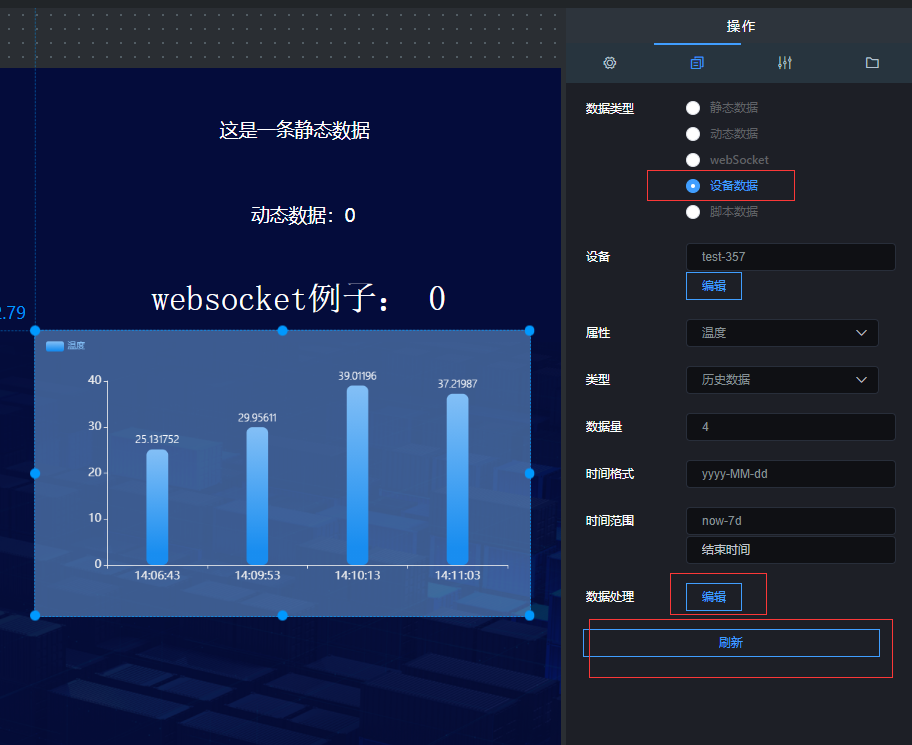 操作
这是一条静态数据
动态数据：0
websocket例子： 0
2.79
温度
40
30
20
10
0
25.131752
29.95611
39.01196
37.21987
14:06:43
14:09:53
14:10:13
14:11:03
数据类型
静态数据
动态数据
webSocket
设备数据
脚本数据
设备
test-357
编辑
属性
温度
类型
历史数据
数据量
4
时间格式
yyyy-MM-dd
时间范围
now-7d
结束时间
数据处理
编辑
刷新